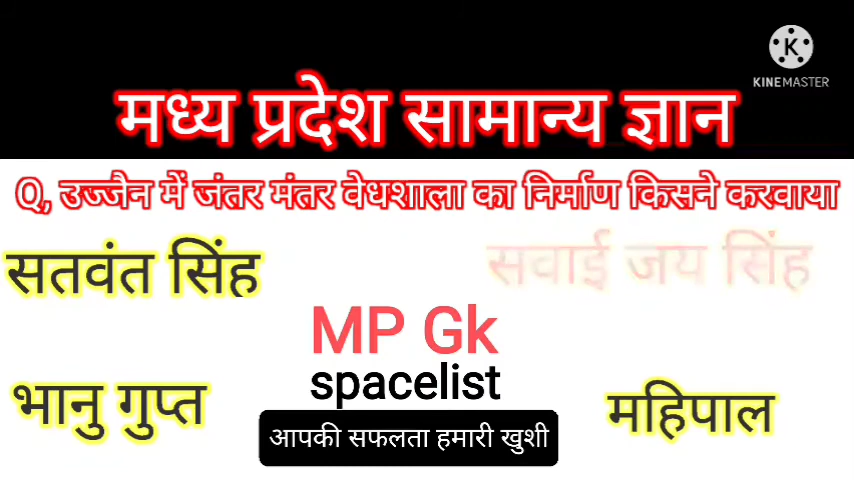 KINEMASTER
मध्य प्रदेश सामान्य ज्ञान
Q, उज्जैन में जंतर मंतर वेधशाला का निर्माण किसने करवाया
सतवंत सिंह
सवाई जय सिंह
MP Gk
spacelist
भानु गुप्त
महिपाल
आपकी सफलता हमारी खुशी